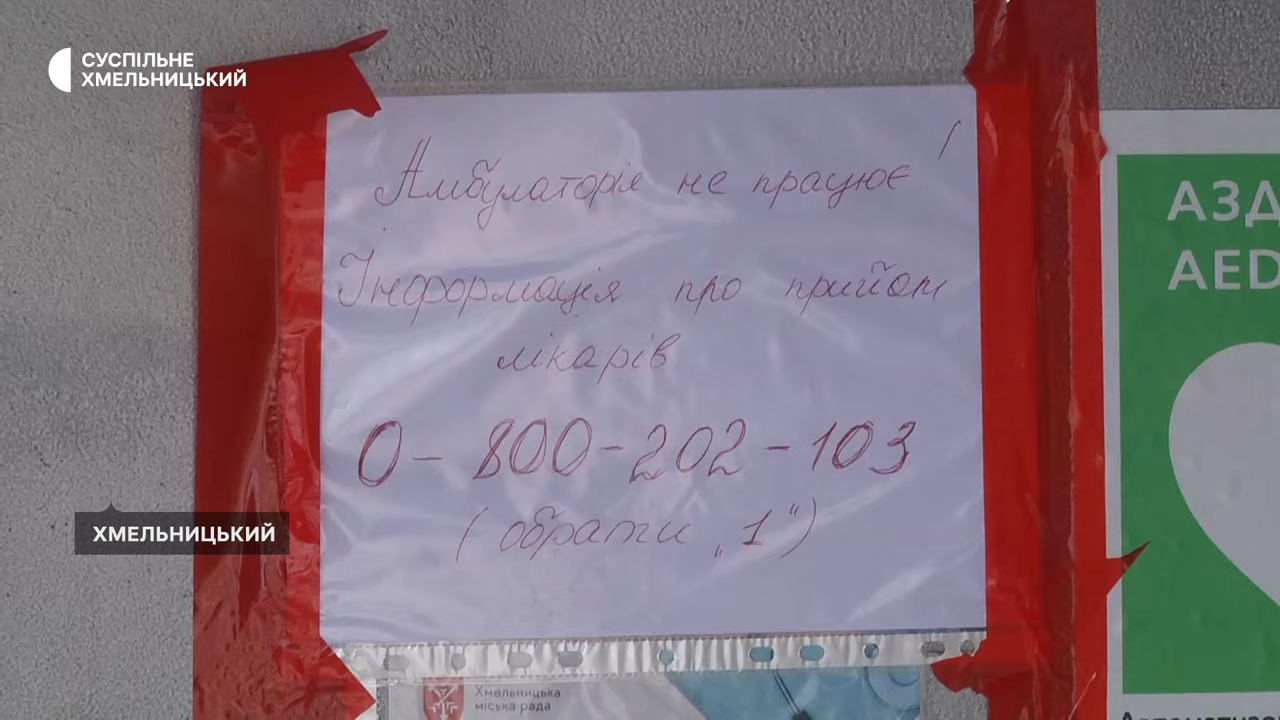 СУСПІЛЬНЕ
ХМЕЛЬНИЦЬКИЙ
Амбулаторія не працює !
Інформація про прийом
лікарів
0-800-202-103
( обрати „1")
ХМЕЛЬНИЦЬКИЙ
АЗД
AED
Хмельницька
міська рада